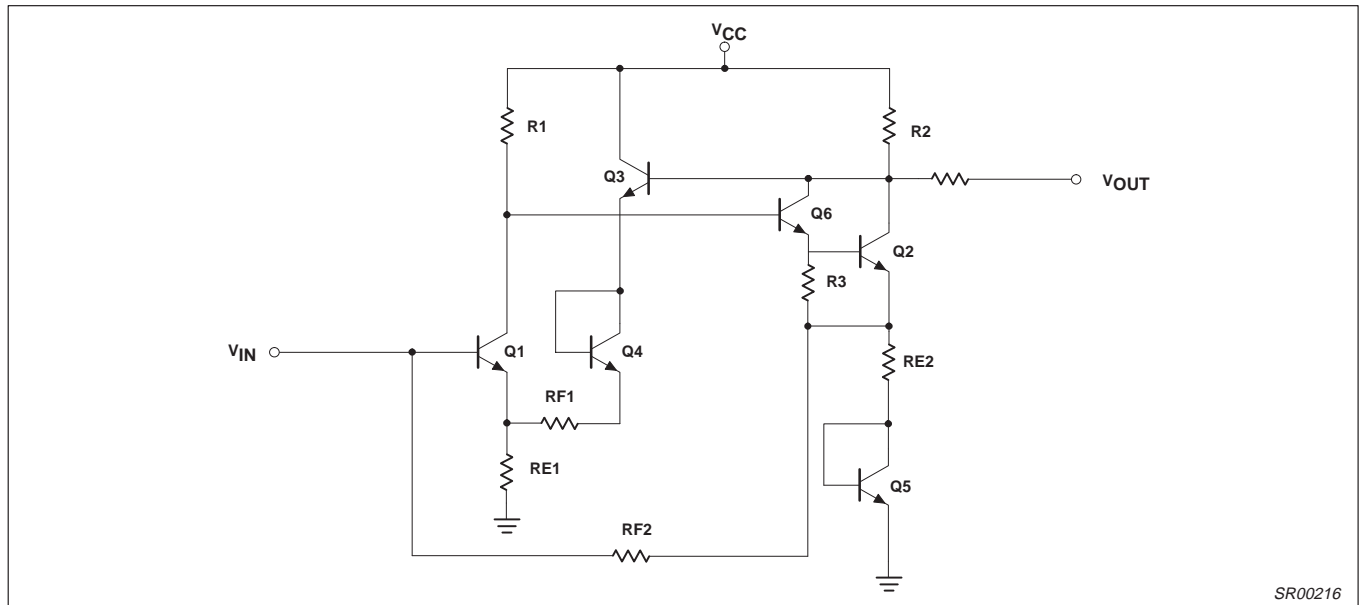 VCC
R1
R2
Q3
VOUT
Q6
Q2
R3
VIN
Q1
Q4
RE2
RF1
RE1
Q5
RF2
SR00216